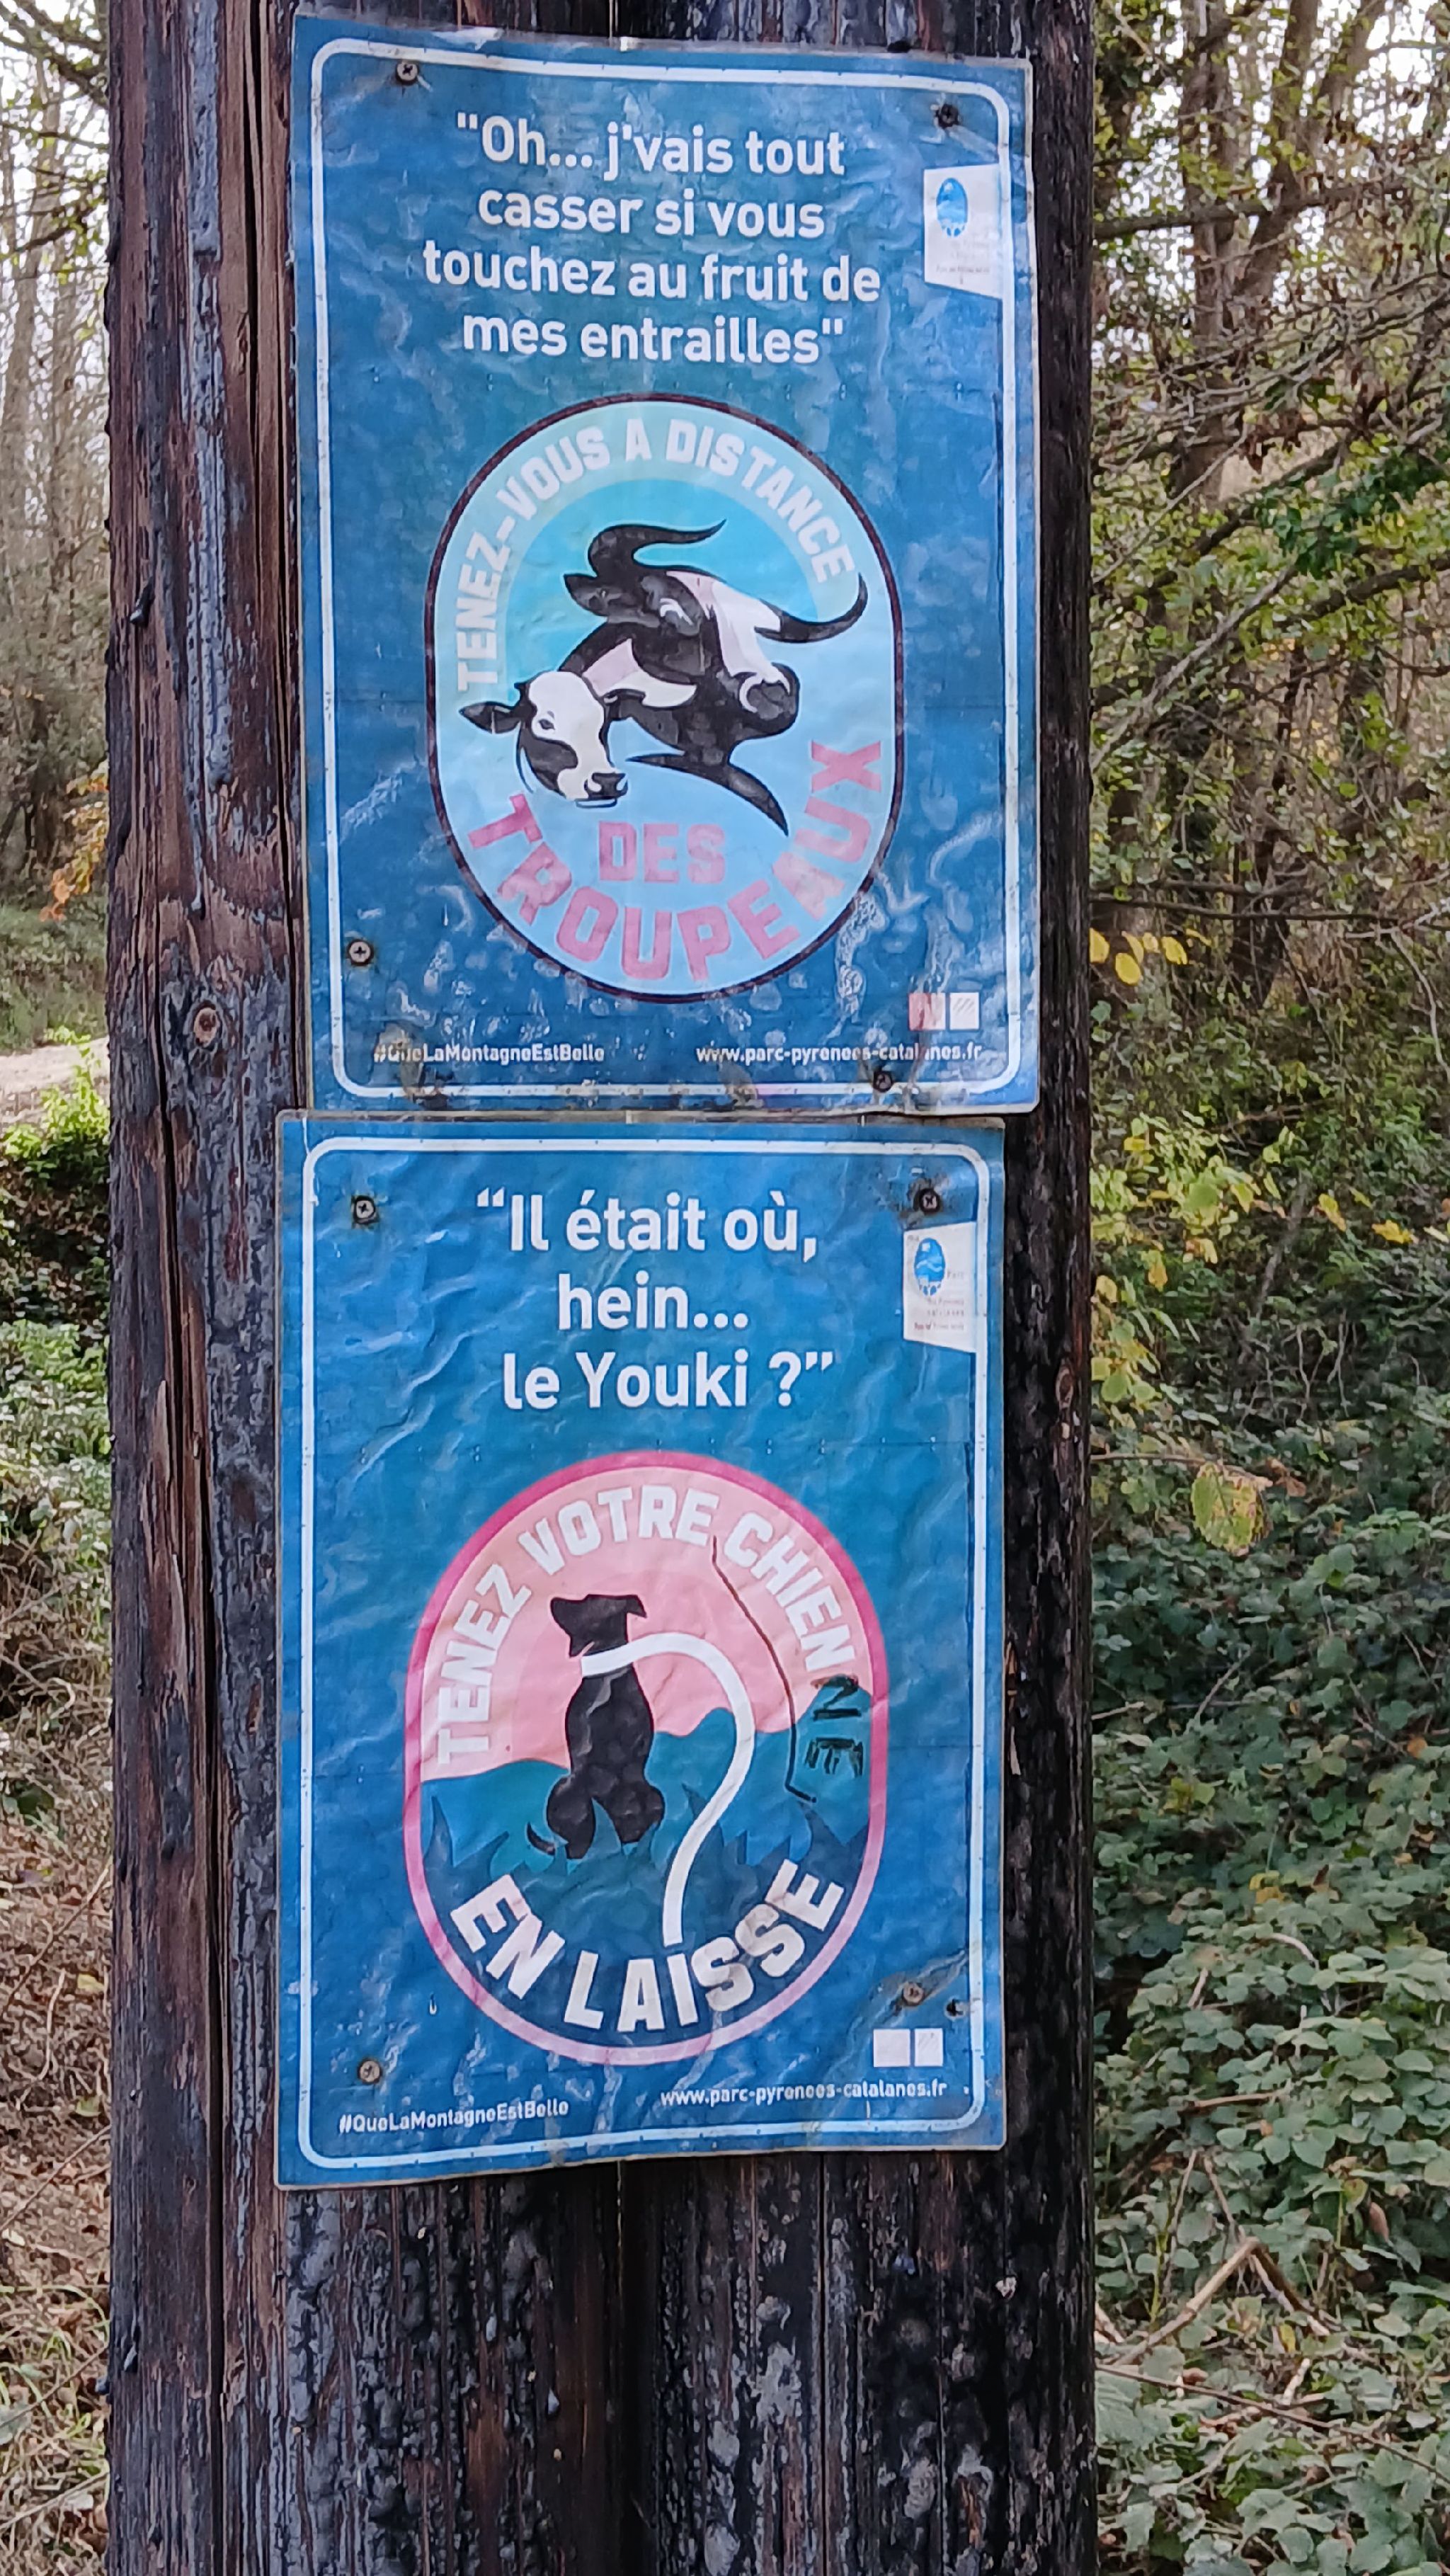 "Oh... j'vais tout
casser si vous
touchez au fruit de
mes entrailles"
TENEZ-VOUS A DISTANCE
DES
TROUPEAUX
#QueLaMontagneEstBelle
www.parc-pyrenees-catalanes.fr
“Il était où,
hein...
le Youki ?”
TENEZ VOTRE CHIEN
EN LAISSE
#QueLaMontagneEstBelle
www.parc-pyrenees-catalanes.fr